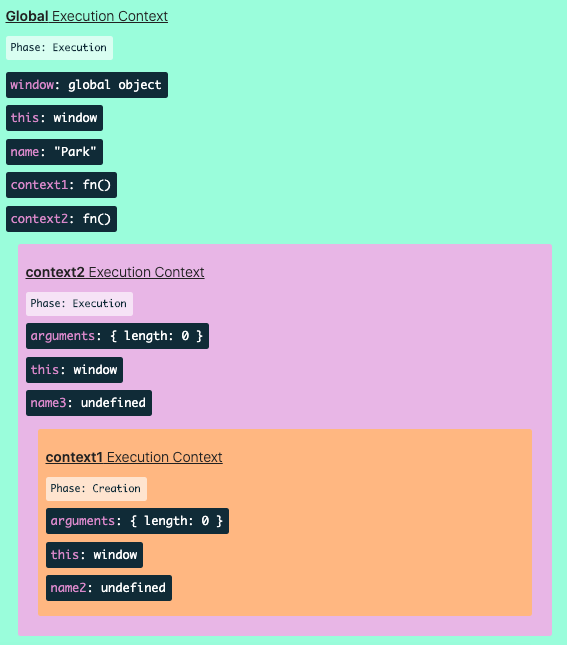 Global Execution Context
Phase: Execution
window: global object
this: window
name: "Park"
context1: fn()
context2: fn()
context2 Execution Context
Phase: Execution
arguments: { length: 0 }
this: window
name3: undefined
context1 Execution Context
Phase: Creation
arguments: { length: 0 }
this: window
name2: undefined